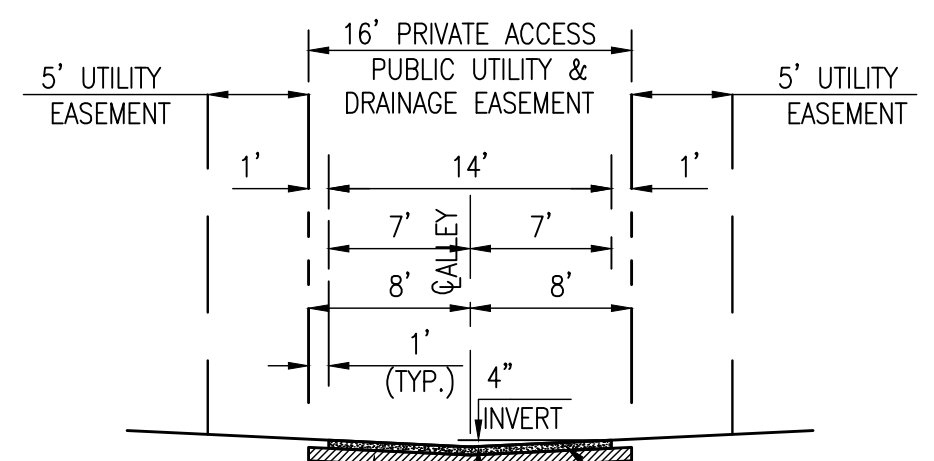 16' PRIVATE ACCESS
PUBLIC UTILITY &
DRAINAGE EASEMENT
5' UTILITY
EASEMENT
5' UTILITY
EASEMENT
1'
14'
1'
7'
7'
℄ ALLEY
8'
8'
1'
(TYP.)
4"
INVERT